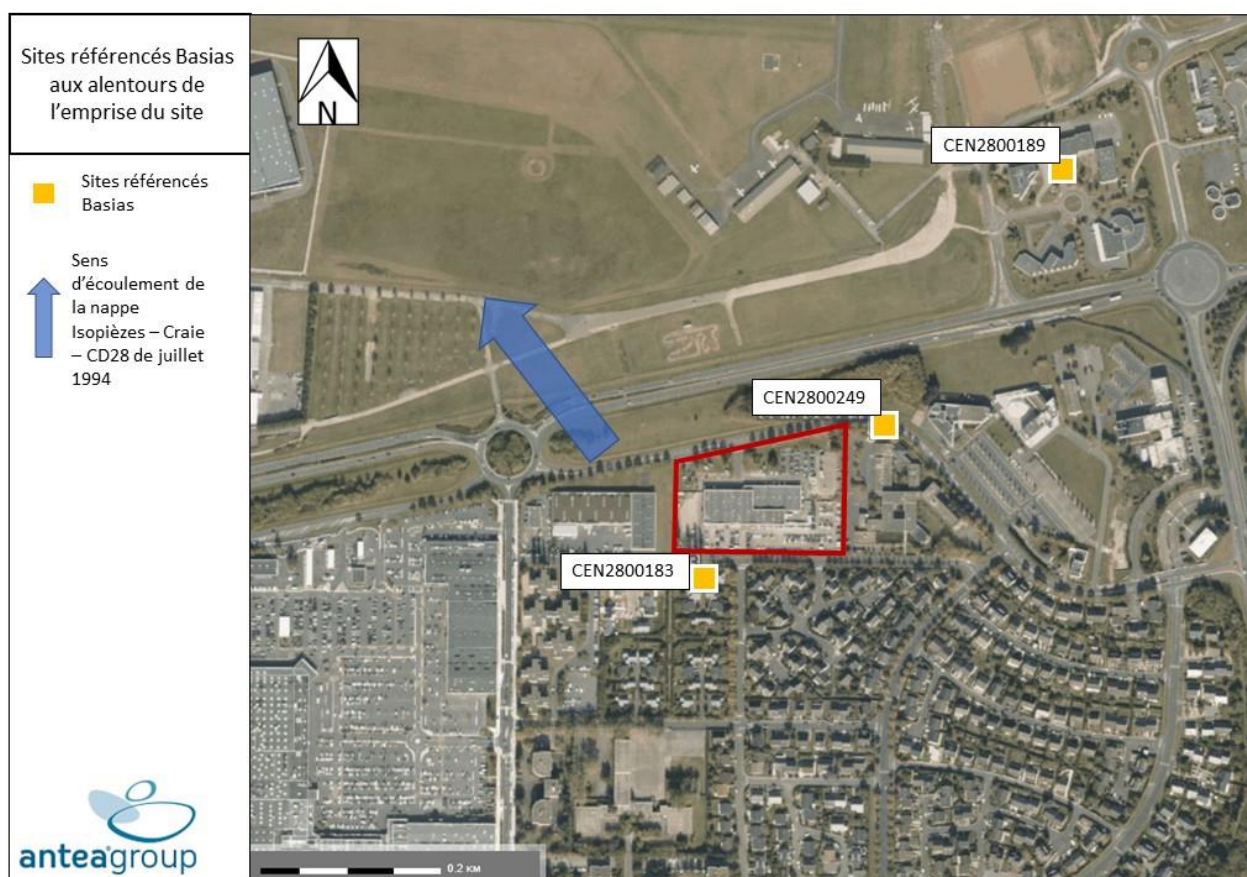 Sites référencés Basias
aux alentours de
l'emprise du site
N
Sites référencés
Basias
Sens
d'écoulement de
la nappe
Isopièzes – Craie
– CD28 de juillet
1994
CEN2800189
CEN2800249
CEN2800183
anteagroup
0.2 км